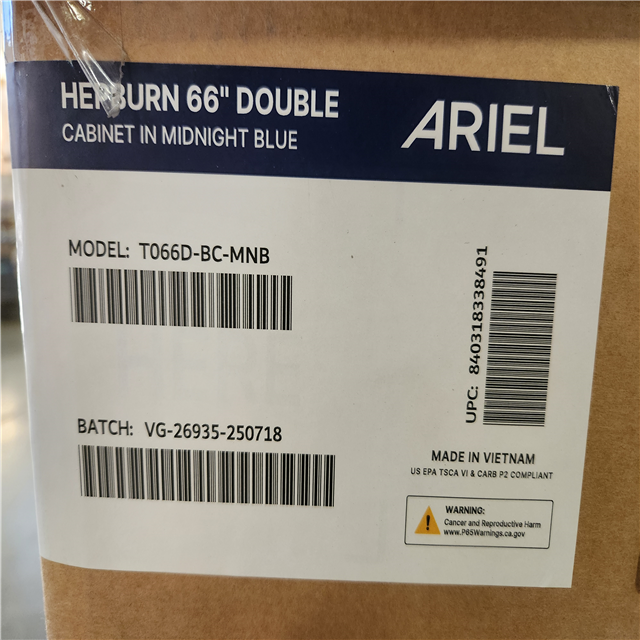 HEPBURN 66" DOUBLE
CABINET IN MIDNIGHT BLUE
ARIEL
MODEL: T066D-BC-MNB
UPC: 840318338491
BATCH: VG-26935-250718
MADE IN VIETNAM
US EPA TSCA VI & CARB P2 COMPLIANT
WARNING:
Cancer and Reproductive Harm
www.P65Warnings.ca.gov